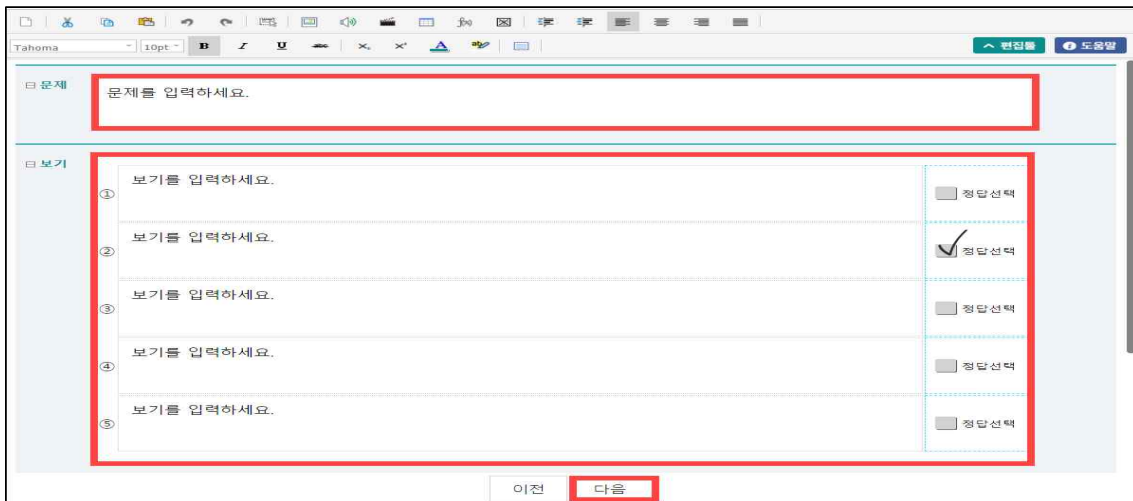 Tahoma 10pt B I U abc X, X' A aby 편집툴 도움말
문제
문제를 입력하세요.
보기
① 보기를 입력하세요. 정답선택
② 보기를 입력하세요. 정답선택
③ 보기를 입력하세요. 정답선택
④ 보기를 입력하세요. 정답선택
⑤ 보기를 입력하세요. 정답선택
이전 다음